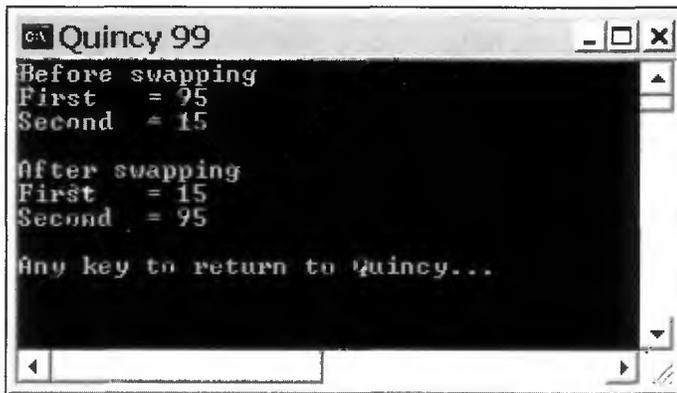 Quincy 99
Before swapping
First = 95
Second = 15
After swapping
First = 15
Second = 95
Any key to return to Quincy...